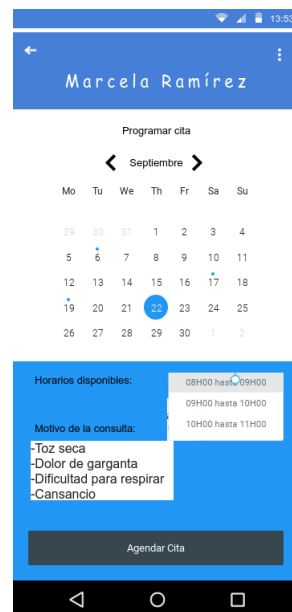 13:53
Marcela Ramírez
Programar cita
Septiembre
Mo Tu We Th Fr Sa Su
29 30 31 1 2 3 4
5 6 7 8 9 10 11
12 13 14 15 16 17 18
19 20 21 22 23 24 25
26 27 28 29 30 1 2
Horarios disponibles:
08H00 hasta 09H00
09H00 hasta 10H00
10H00 hasta 11H00
Motivo de la consulta:
-Toz seca
-Dolor de garganta
-Dificultad para respirar
-Cansancio
Agendar Cita